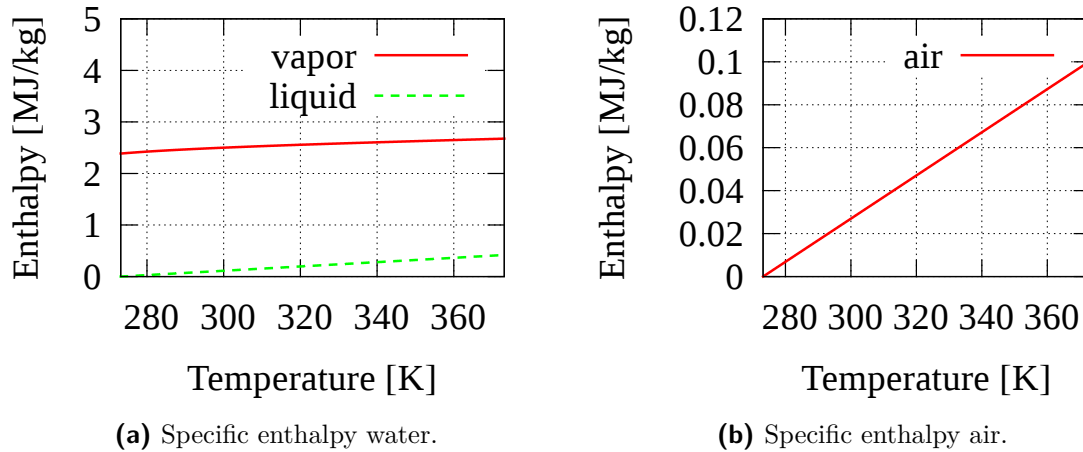 Enthalpy [MJ/kg]
5
4
3
2
1
0
vapor
liquid
280 300 320 340 360
Temperature [K]
(a) Specific enthalpy water.
Enthalpy [MJ/kg]
0.12
0.1
0.08
0.06
0.04
0.02
0
air
280 300 320 340 360
Temperature [K]
(b) Specific enthalpy air.